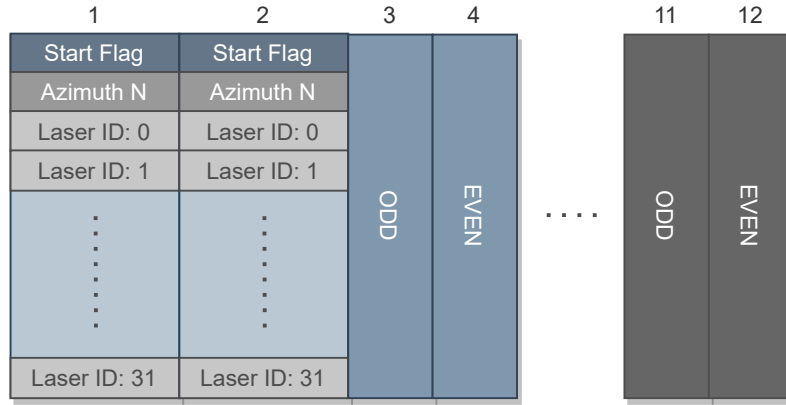 1 2 3 4 11 12
Start Flag Start Flag
Azimuth N Azimuth N
Laser ID: 0 Laser ID: 0
Laser ID: 1 Laser ID: 1
ODD EVEN . . . . ODD EVEN
Laser ID: 31 Laser ID: 31